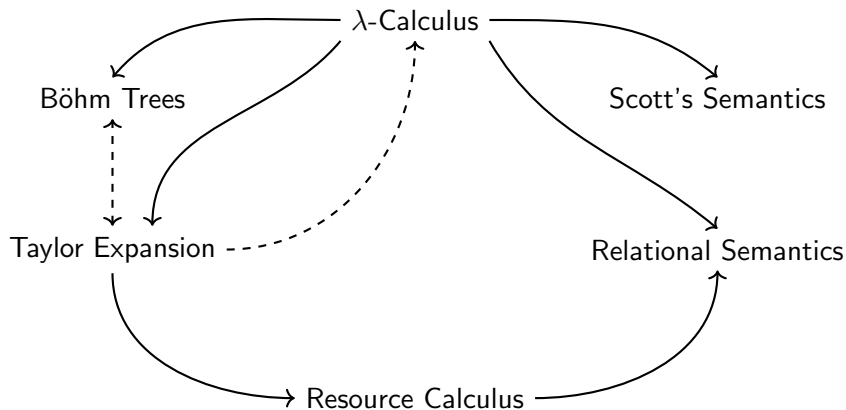 λ-Calculus
Böhm Trees
Scott's Semantics
Taylor Expansion
Relational Semantics
Resource Calculus